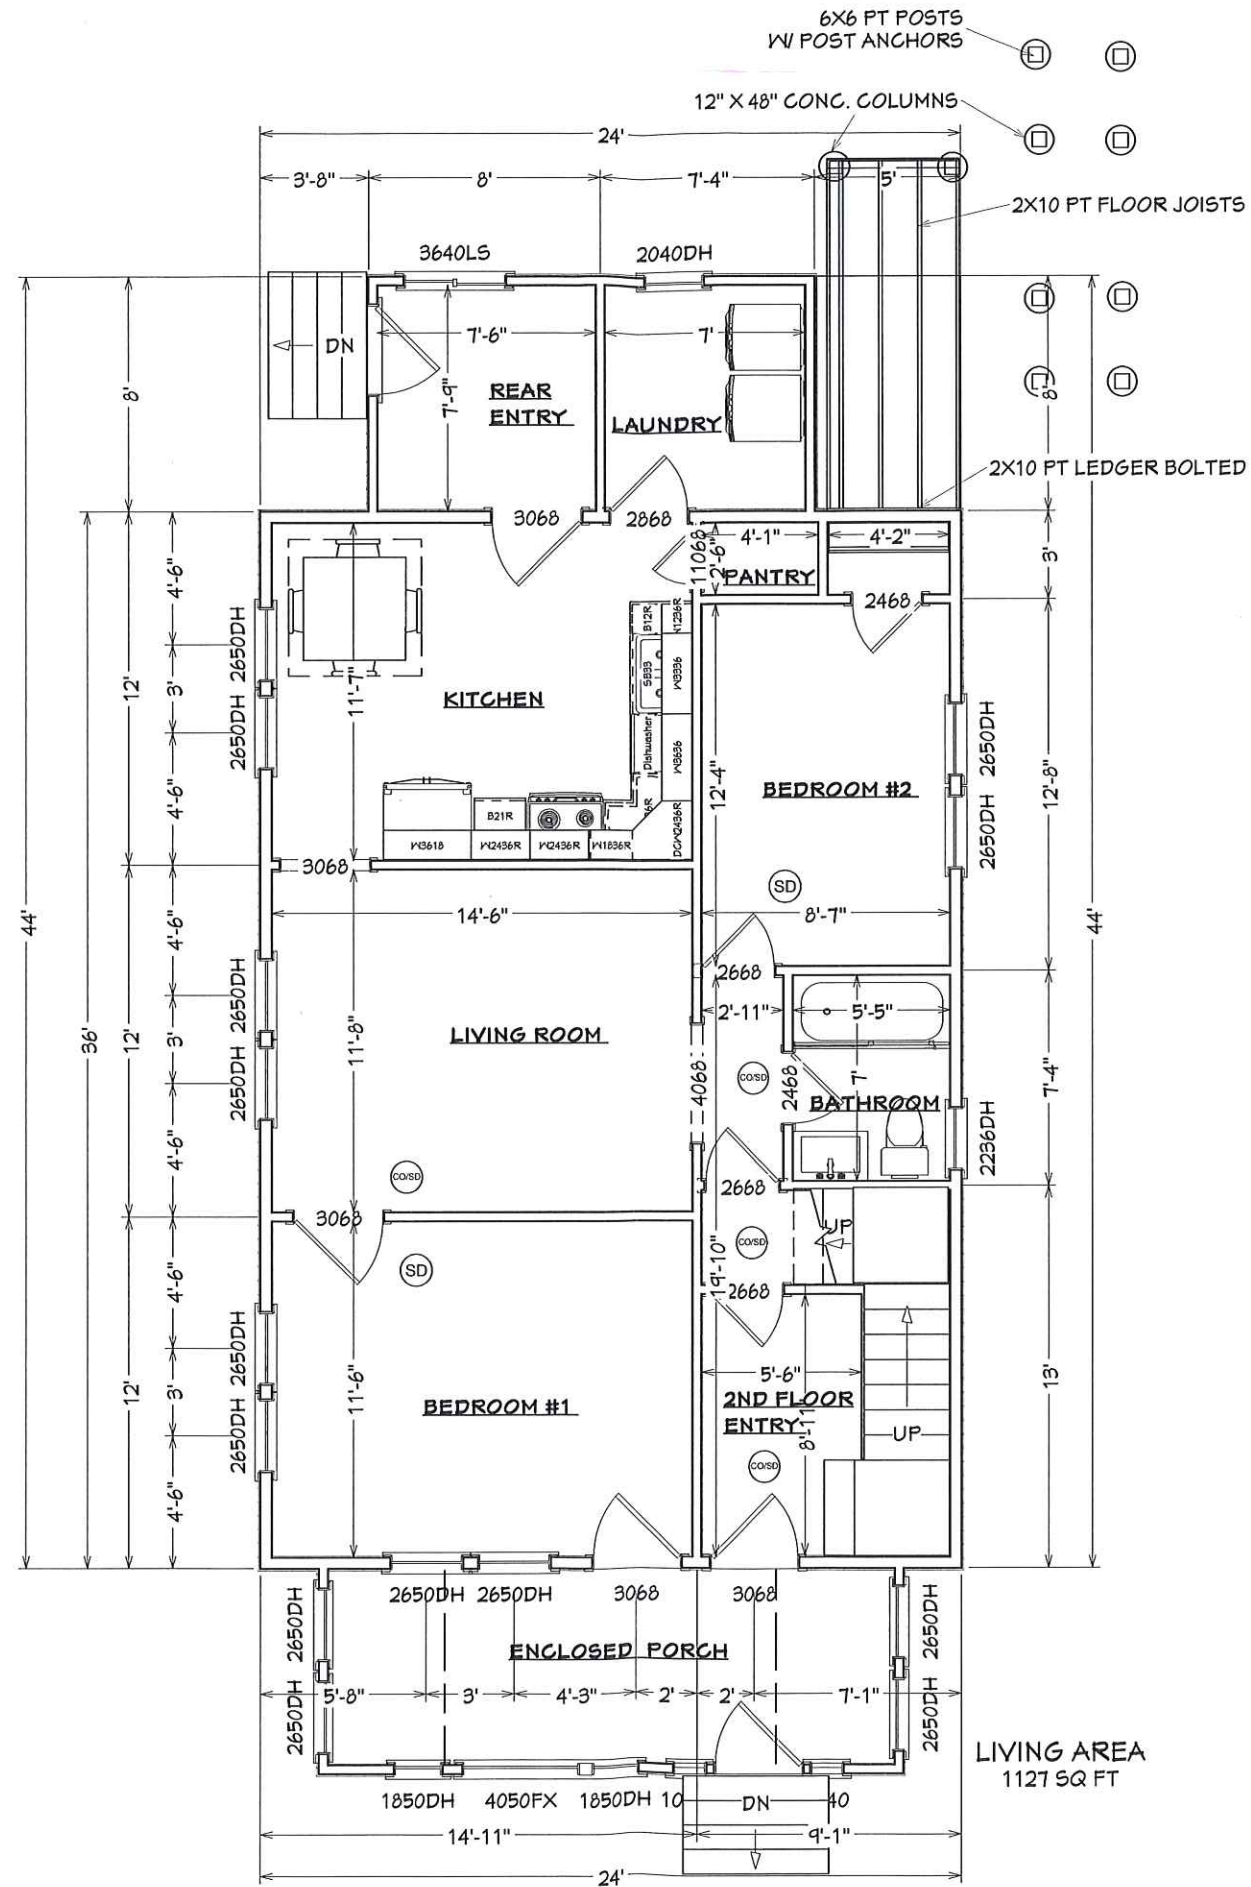 6X6 PT POSTS
W/ POST ANCHORS
12" X 48" CONC. COLUMNS
24'
3'-8"
8'
7'-4"
5'
2X10 PT FLOOR JOISTS
3640LS
2040DH
DN
7'-6"
7'
8'
7'-9"
REAR
ENTRY
LAUNDRY
8'
2X10 PT LEDGER BOLTED
3068
2868
11068
2'-6"
4'-1"
4'-2"
3'
PANTRY
2468
4'-6"
2650DH
B12R
W1236R
SB33
W3336
3'
12'
11'-7"
KITCHEN
2650DH
Dishwasher
W3636
2650DH
12'-4"
BEDROOM #2
12'-8"
4'-6"
B21R
2650DH
W3618
W2436R
W2436R
W1836R
DCW2436R
3068
SD
14'-6"
8'-7"
44'
44'
4'-6"
2668
2650DH
2'-11"
5'-5"
36'
12'
3'
11'-8"
LIVING ROOM
4068
CO/SD
2468
7'
7'-4"
2650DH
BATHROOM
2236DH
4'-6"
CO/SD
2668
3068
UP
CO/SD
SD
19'-10"
2668
4'-6"
2650DH
5'-6"
12'
3'
11'-6"
BEDROOM #1
2ND FLOOR
ENTRY
8'-11"
UP
13'
2650DH
4'-6"
CO/SD
2650DH
2650DH
2650DH
3068
3068
2650DH
ENCLOSED PORCH
2650DH
5'-8"
3'
4'-3"
2'
2'
7'-1"
2650DH
LIVING AREA
1127 SQ FT
1850DH
4050FX
1850DH
10
DN
40
14'-11"
9'-1"
24'